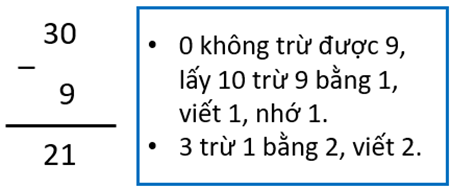 30
–
9
21
• 0 không trừ được 9,
lấy 10 trừ 9 bằng 1,
viết 1, nhớ 1.
• 3 trừ 1 bằng 2, viết 2.